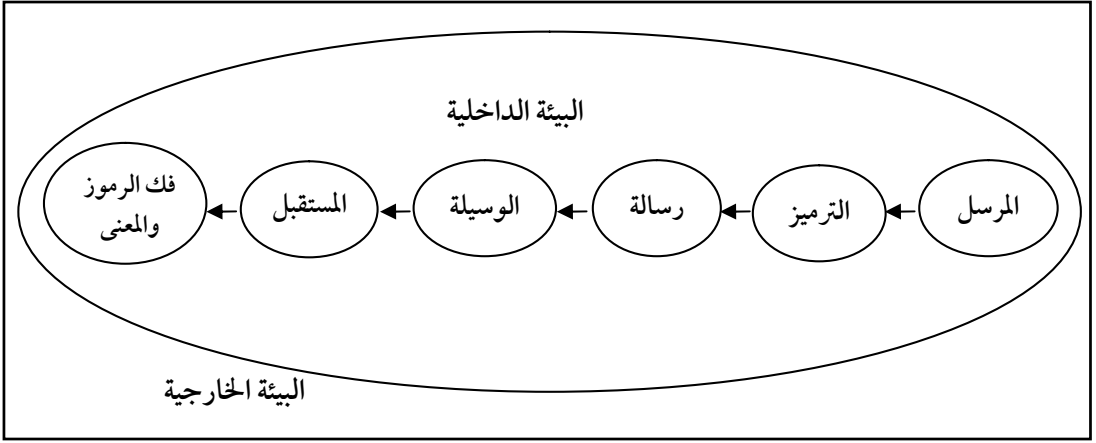 البيئة الداخلية
المرسل
الترميز
رسالة
الوسيلة
المستقبل
فك الرموز
والمعنى
البيئة الخارجية